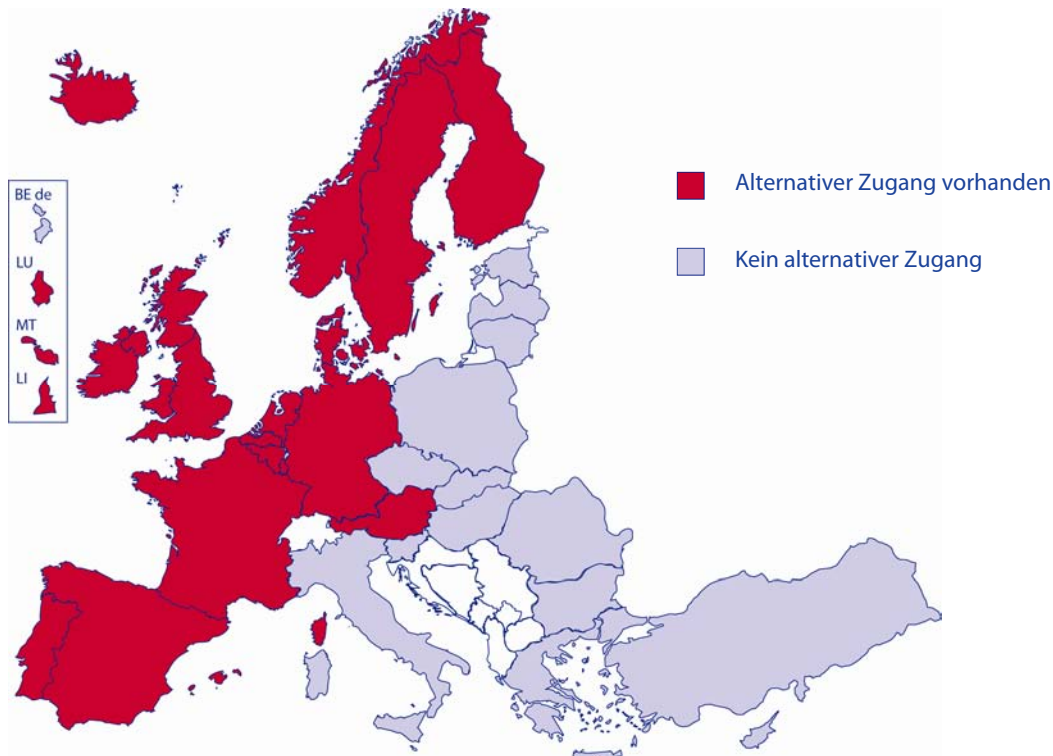 Alternativer Zugang vorhanden
Kein alternativer Zugang
BE de
LU
MT
LI